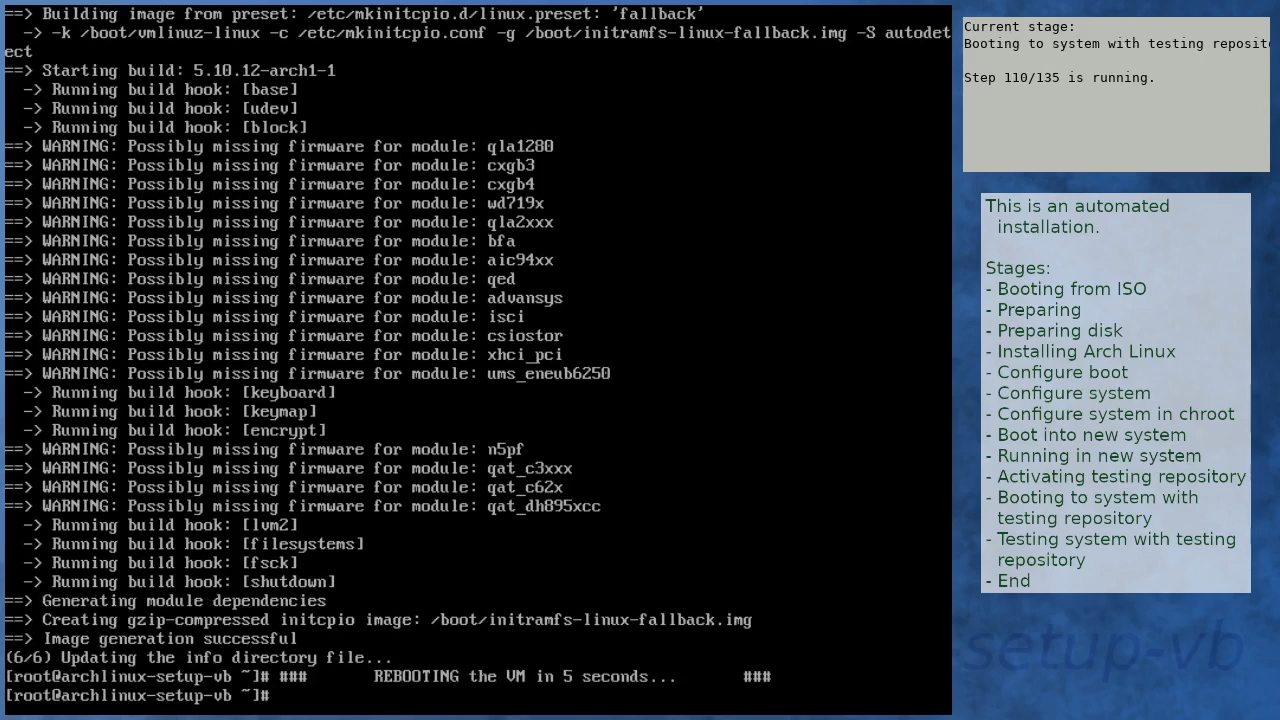 ==> Building image from preset: /etc/mkinitcpio.d/linux.preset: 'fallback'
  -> -k /boot/vmlinuz-linux -c /etc/mkinitcpio.conf -g /boot/initramfs-linux-fallback.img -S autodet
ect
==> Starting build: 5.10.12-arch1-1
  -> Running build hook: [base]
  -> Running build hook: [udev]
  -> Running build hook: [block]
==> WARNING: Possibly missing firmware for module: qla1280
==> WARNING: Possibly missing firmware for module: cxgb3
==> WARNING: Possibly missing firmware for module: cxgb4
==> WARNING: Possibly missing firmware for module: wd719x
==> WARNING: Possibly missing firmware for module: qla2xxx
==> WARNING: Possibly missing firmware for module: bfa
==> WARNING: Possibly missing firmware for module: aic94xx
==> WARNING: Possibly missing firmware for module: qed
==> WARNING: Possibly missing firmware for module: advansys
==> WARNING: Possibly missing firmware for module: isci
==> WARNING: Possibly missing firmware for module: csiostor
==> WARNING: Possibly missing firmware for module: xhci_pci
==> WARNING: Possibly missing firmware for module: ums_eneub6250
  -> Running build hook: [keyboard]
  -> Running build hook: [keymap]
  -> Running build hook: [encrypt]
==> WARNING: Possibly missing firmware for module: n5pf
==> WARNING: Possibly missing firmware for module: qat_c3xxx
==> WARNING: Possibly missing firmware for module: qat_c62x
==> WARNING: Possibly missing firmware for module: qat_dh895xcc
  -> Running build hook: [lvm2]
  -> Running build hook: [filesystems]
  -> Running build hook: [fsck]
  -> Running build hook: [shutdown]
==> Generating module dependencies
==> Creating gzip-compressed initcpio image: /boot/initramfs-linux-fallback.img
==> Image generation successful
(6/6) Updating the info directory file...
[root@archlinux-setup-vb ~]# ###       REBOOTING the VM in 5 seconds...       ###
[root@archlinux-setup-vb ~]#
Current stage:
Booting to system with testing reposito
Step 110/135 is running.
This is an automated
installation.
Stages:
- Booting from ISO
- Preparing
- Preparing disk
- Installing Arch Linux
- Configure boot
- Configure system
- Configure system in chroot
- Boot into new system
- Running in new system
- Activating testing repository
- Booting to system with
testing repository
- Testing system with testing
repository
- End
setup-vb